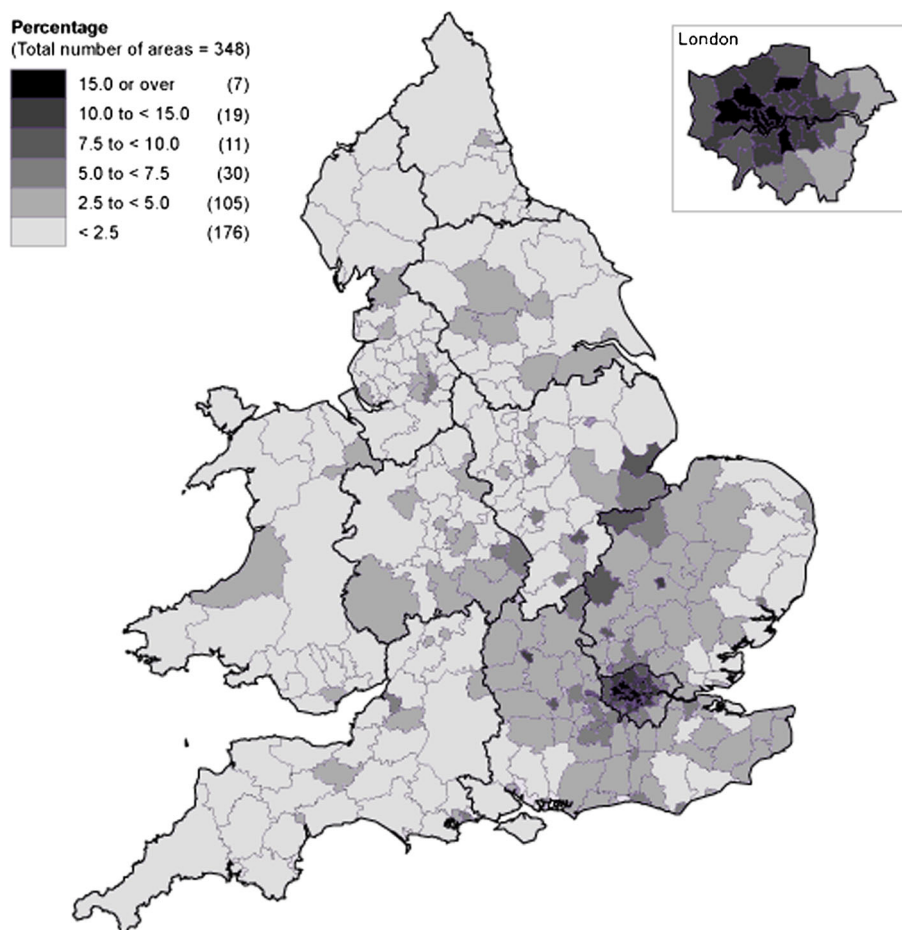 Percentage
(Total number of areas = 348)
15.0 or over (7)
10.0 to < 15.0 (19)
7.5 to < 10.0 (11)
5.0 to < 7.5 (30)
2.5 to < 5.0 (105)
< 2.5 (176)
London